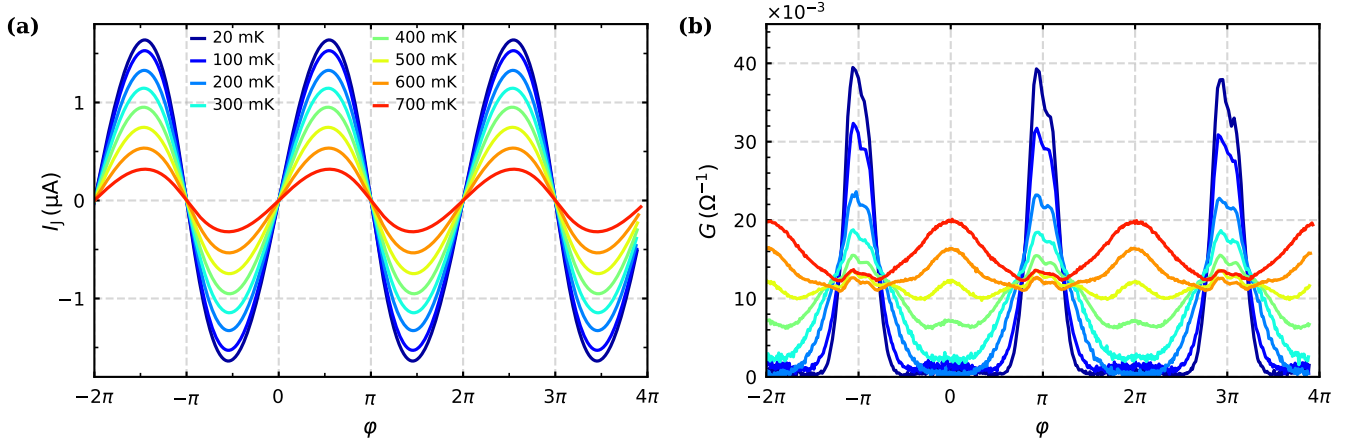 (a)
I_J (μA)
1
0
−1
20 mK
100 mK
200 mK
300 mK
400 mK
500 mK
600 mK
700 mK
−2π −π 0 π 2π 3π 4π
φ
(b)
×10⁻³
G (Ω⁻¹)
40
30
20
10
0
−2π −π 0 π 2π 3π 4π
φ